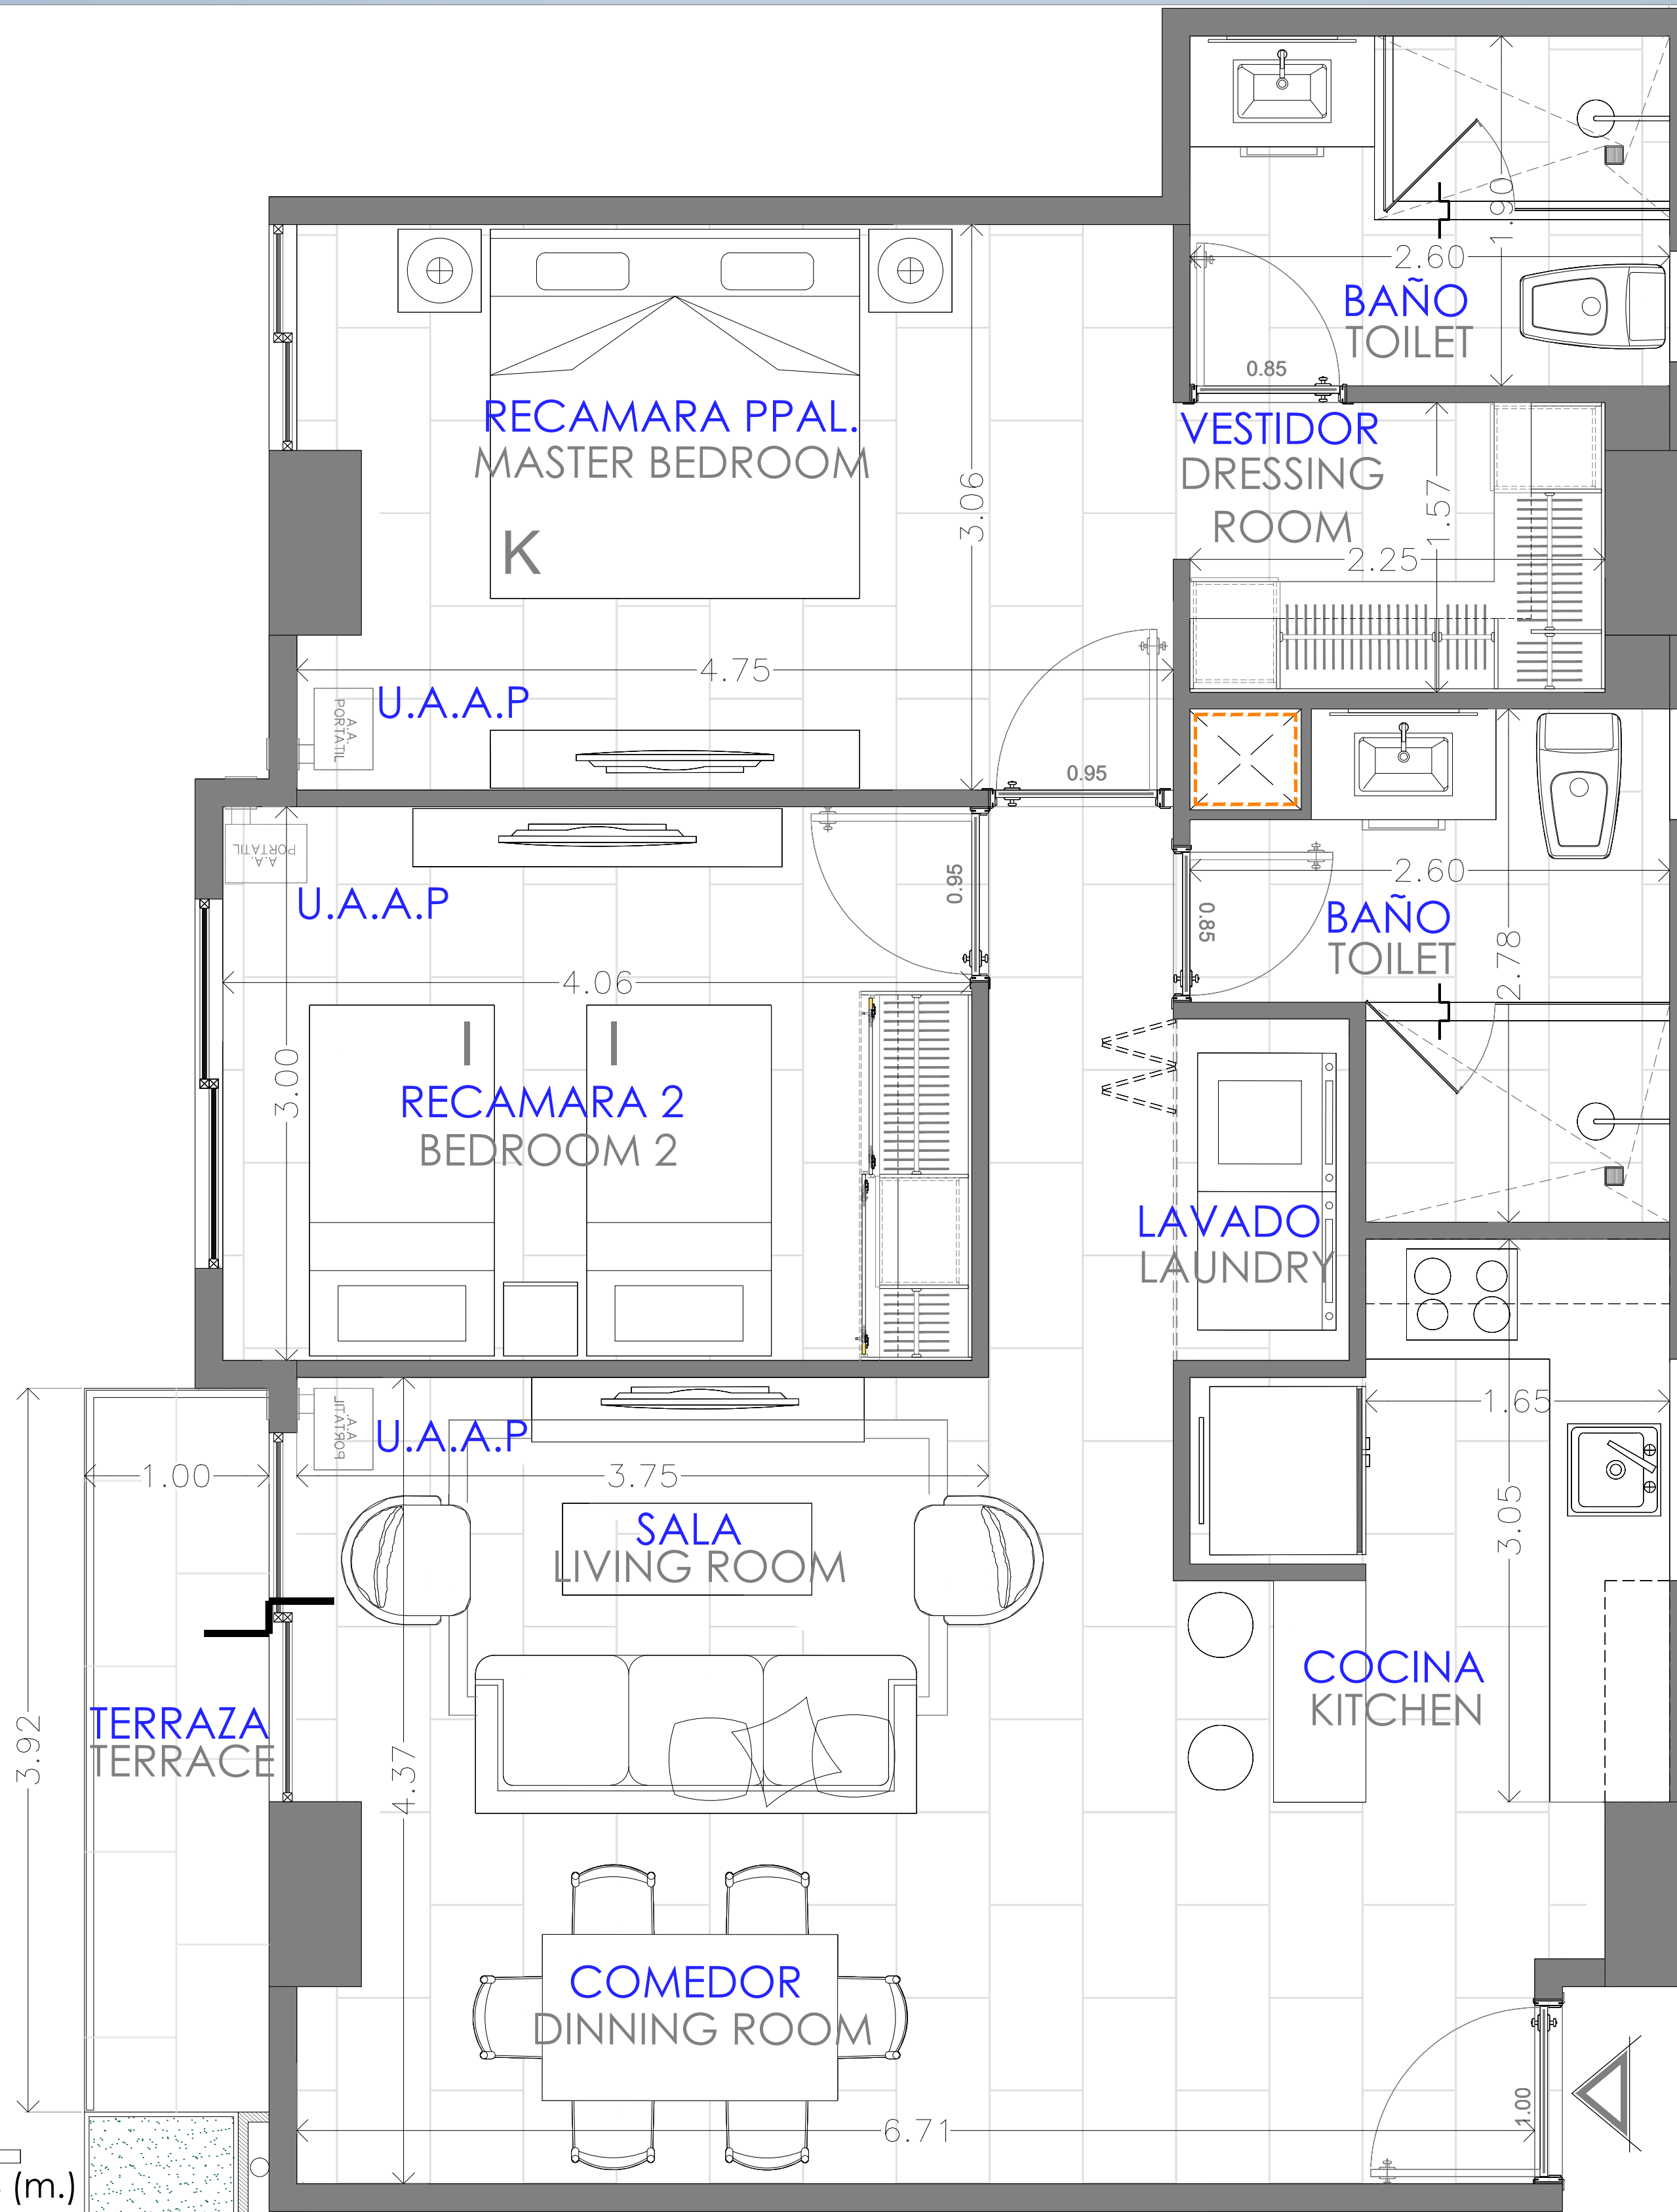 1.90
2.60
BAÑO
TOILET
0.85
RECAMARA PPAL.
MASTER BEDROOM
K
3.06
VESTIDOR
DRESSING
ROOM
1.57
2.25
4.75
U.A.A.P
A.A.
PORTATIL
0.95
A.A.
PORTATIL
U.A.A.P
0.95
2.60
0.85
BAÑO
TOILET
2.78
4.06
3.00
RECAMARA 2
BEDROOM 2
LAVADO
LAUNDRY
A.A.
PORTATIL
U.A.A.P
1.65
1.00
3.75
3.05
SALA
LIVING ROOM
COCINA
KITCHEN
TERRAZA
TERRACE
3.92
4.37
COMEDOR
DINNING ROOM
1.00
6.71
(m.)